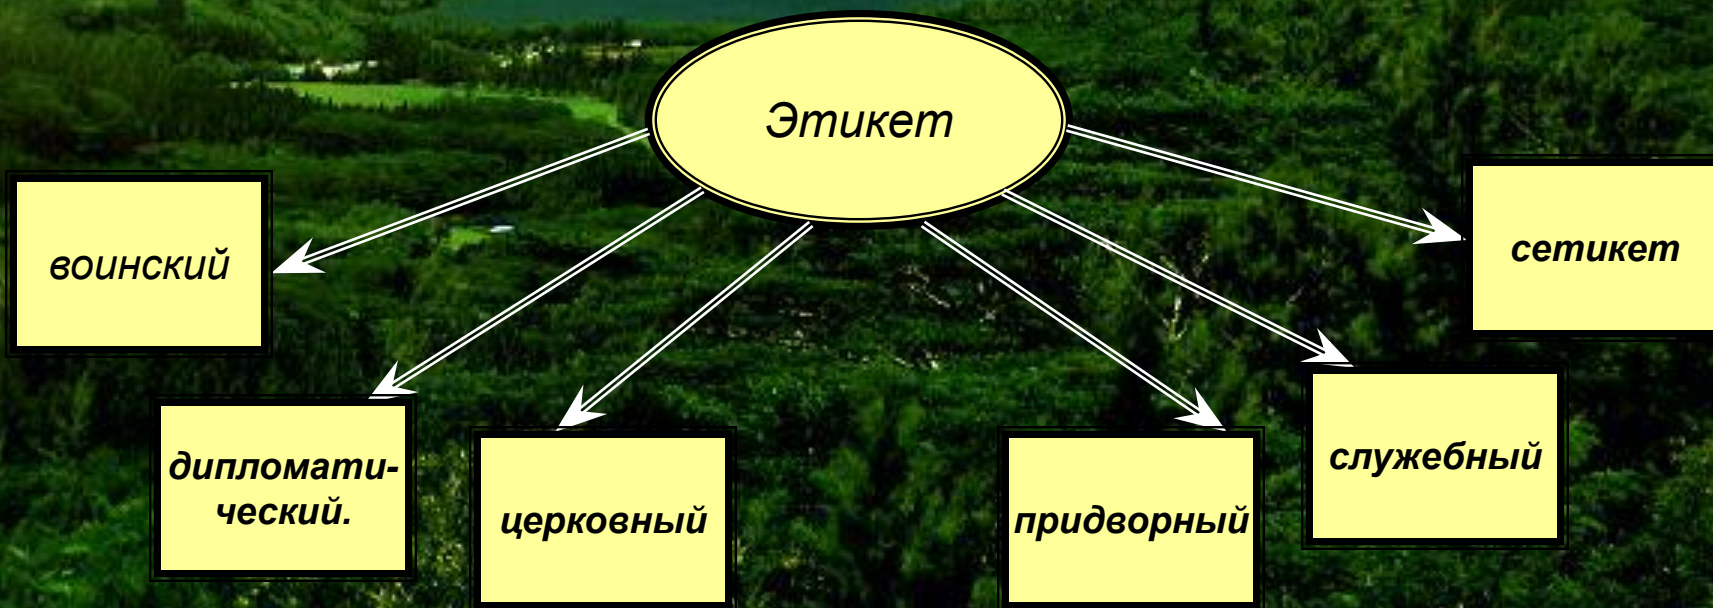 Этикет
воинский
сетикет
дипломати-
ческий.
церковный
придворный
служебный